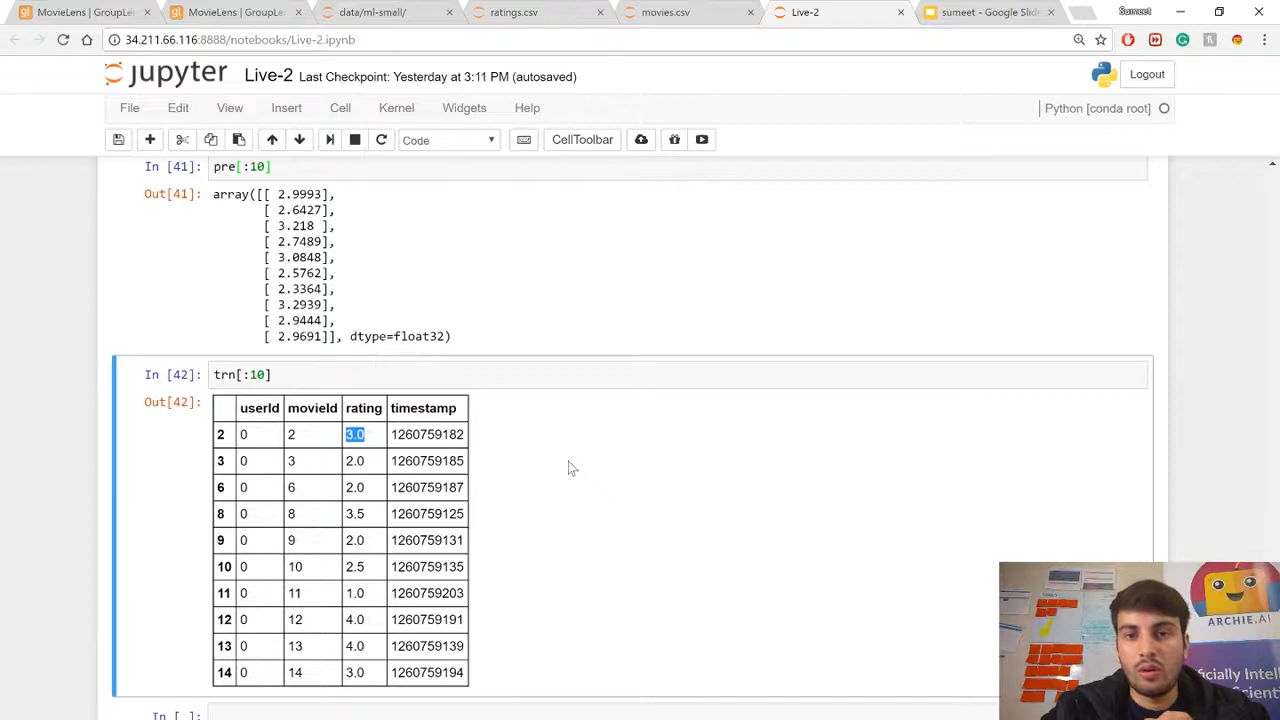 MovieLens | GroupLen
MovieLens | GroupLen
data/ml-small/
ratings.csv
movies.csv
Live-2
sumeet - Google Slide
Sumeet
34.211.66.116:8888/notebooks/Live-2.ipynb
jupyter Live-2 Last Checkpoint: Yesterday at 3:11 PM (autosaved)
Logout
File Edit View Insert Cell Kernel Widgets Help
Python [conda root]
Code
CellToolbar
In [41]: pre[:10]
Out[41]: array([[ 2.9993],
[ 2.6427],
[ 3.218 ],
[ 2.7489],
[ 3.0848],
[ 2.5762],
[ 2.3364],
[ 3.2939],
[ 2.9444],
[ 2.9691]], dtype=float32)
In [42]: trn[:10]
Out[42]:
userId movieId rating timestamp
2 0 2 3.0 1260759182
3 0 3 2.0 1260759185
6 0 6 2.0 1260759187
8 0 8 3.5 1260759125
9 0 9 2.0 1260759131
10 0 10 2.5 1260759135
11 0 11 1.0 1260759203
12 0 12 4.0 1260759191
13 0 13 4.0 1260759139
14 0 14 3.0 1260759194
In [ ]:
ARCHIE.AI
ficially Intel
Scien